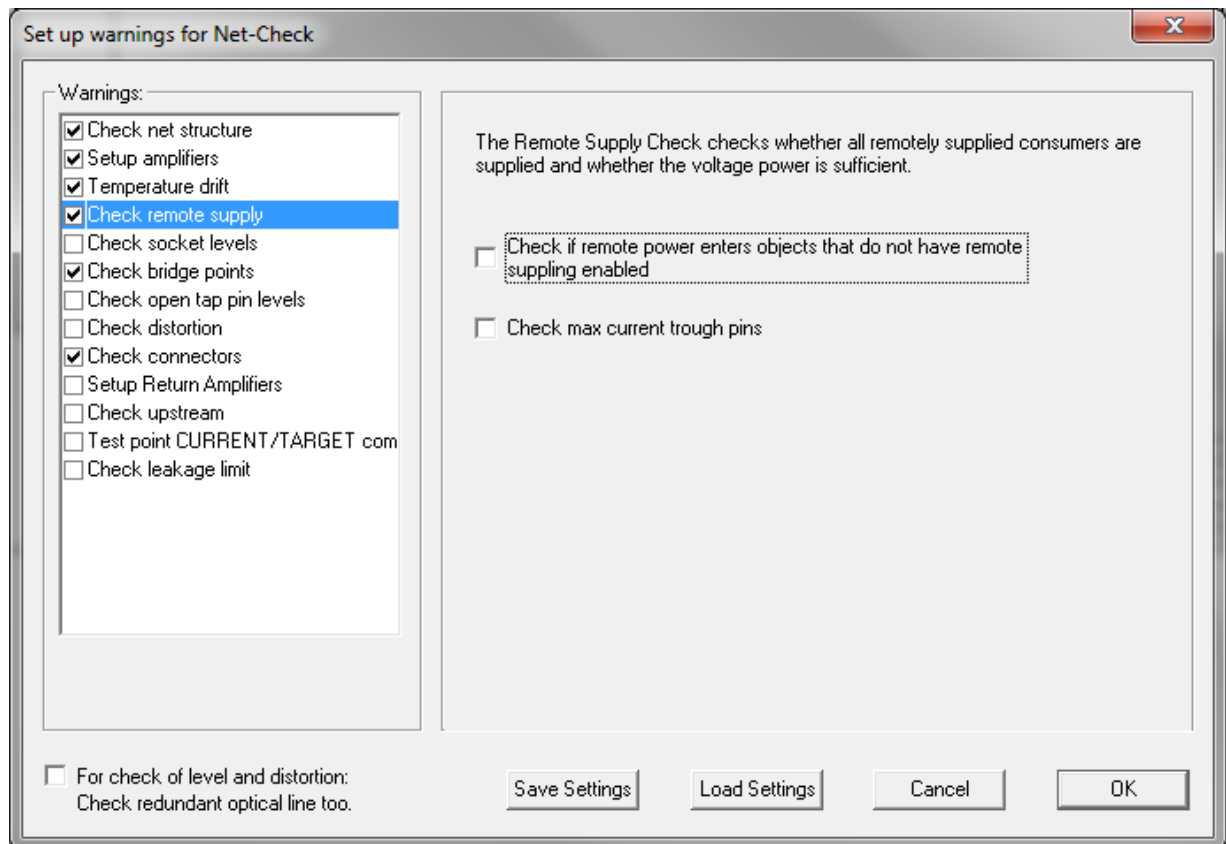 Set up warnings for Net-Check
Warnings:
Check net structure
Setup amplifiers
Temperature drift
Check remote supply
Check socket levels
Check bridge points
Check open tap pin levels
Check distortion
Check connectors
Setup Return Amplifiers
Check upstream
Test point CURRENT/TARGET com
Check leakage limit
The Remote Supply Check checks whether all remotely supplied consumers are
supplied and whether the voltage power is sufficient.
Check if remote power enters objects that do not have remote
suppling enabled
Check max current trough pins
For check of level and distortion:
Check redundant optical line too.
Save Settings
Load Settings
Cancel
OK